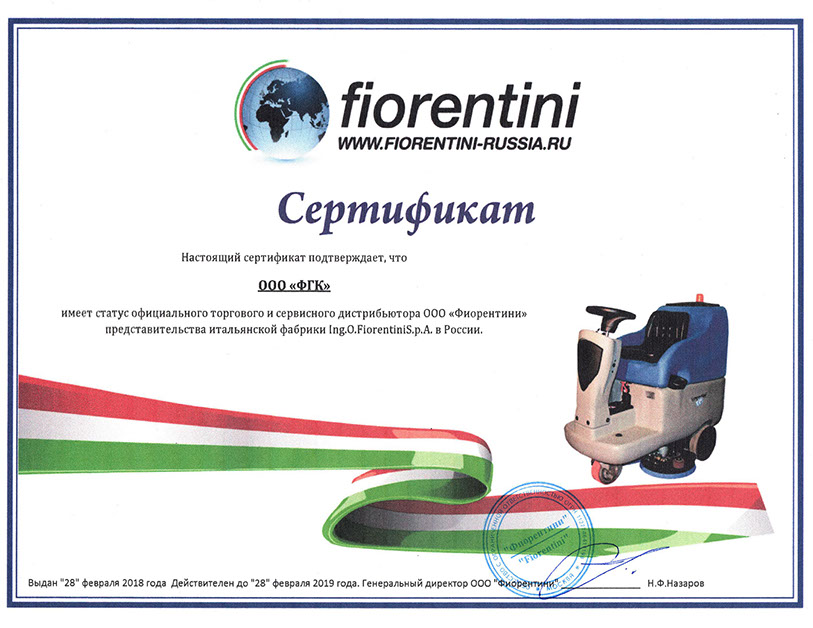 fiorentini
WWW.FIORENTINI-RUSSIA.RU
Сертификат
Настоящий сертификат подтверждает, что
ООО «ФГК»
имеет статус официального торгового и сервисного дистрибьютора ООО «Фиорентини»
представительства итальянской фабрики Ing.O.FiorentiniS.p.A. в России.
"Фиорентини"
"Fiorentini"
МОСКВА
Выдан "28" февраля 2018 года Действителен до "28" февраля 2019 года. Генеральный директор ООО "Фиорентини" Н.Ф.Назаров